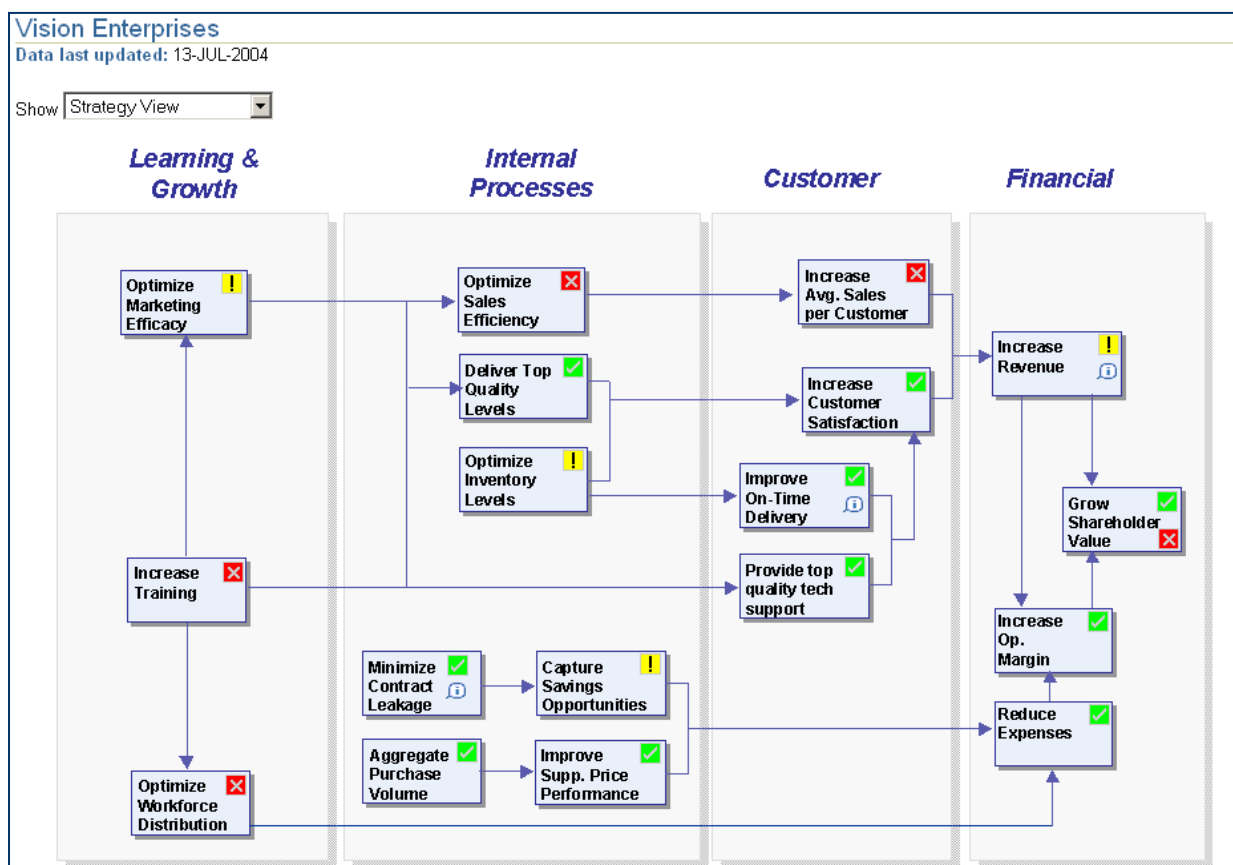 Vision Enterprises
Data last updated: 13-JUL-2004
Show Strategy View
Learning &
Growth
Internal
Processes
Customer
Financial
Optimize
Marketing
Efficacy
Increase
Training
Optimize
Workforce
Distribution
Optimize
Sales
Efficiency
Deliver Top
Quality
Levels
Optimize
Inventory
Levels
Minimize
Contract
Leakage
Capture
Savings
Opportunities
Aggregate
Purchase
Volume
Improve
Supp. Price
Performance
Increase
Avg. Sales
per Customer
Increase
Customer
Satisfaction
Improve
On-Time
Delivery
Provide top
quality tech
support
Increase
Revenue
Grow
Shareholder
Value
Increase
Op.
Margin
Reduce
Expenses